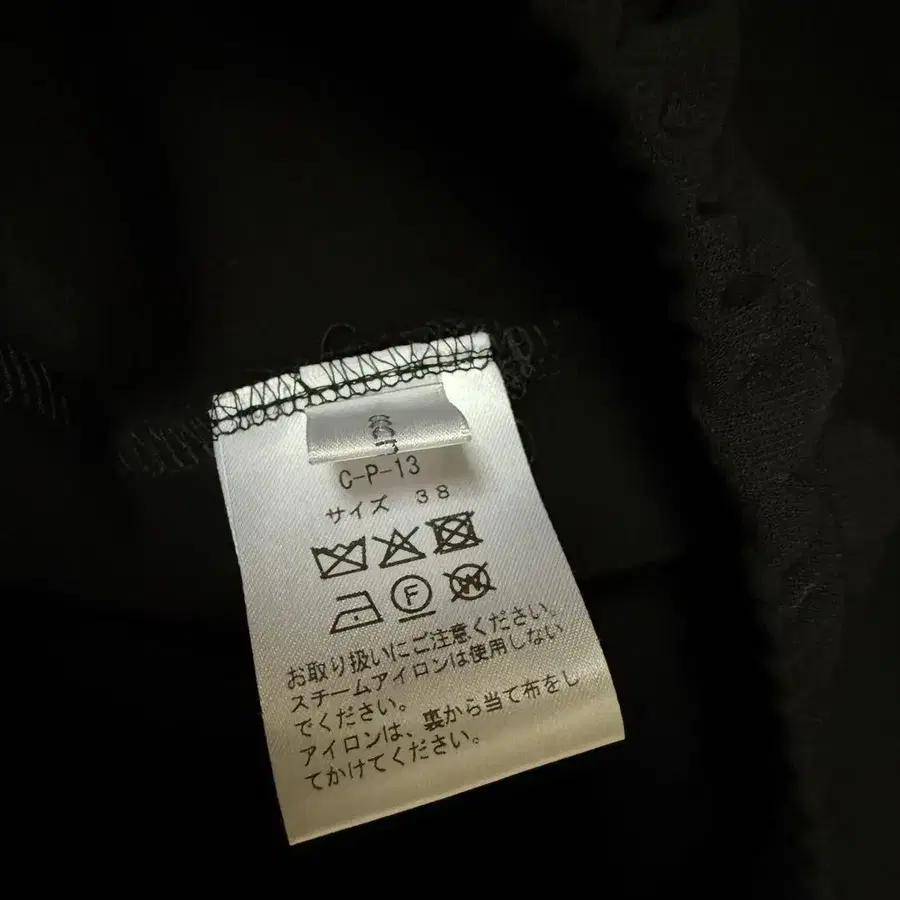 C-P-13
サイズ 38
F
W
お取り扱いにご注意ください。
スチームアイロンは使用しない
でください。
アイロンは、裏から当て布をし
てかけてください。